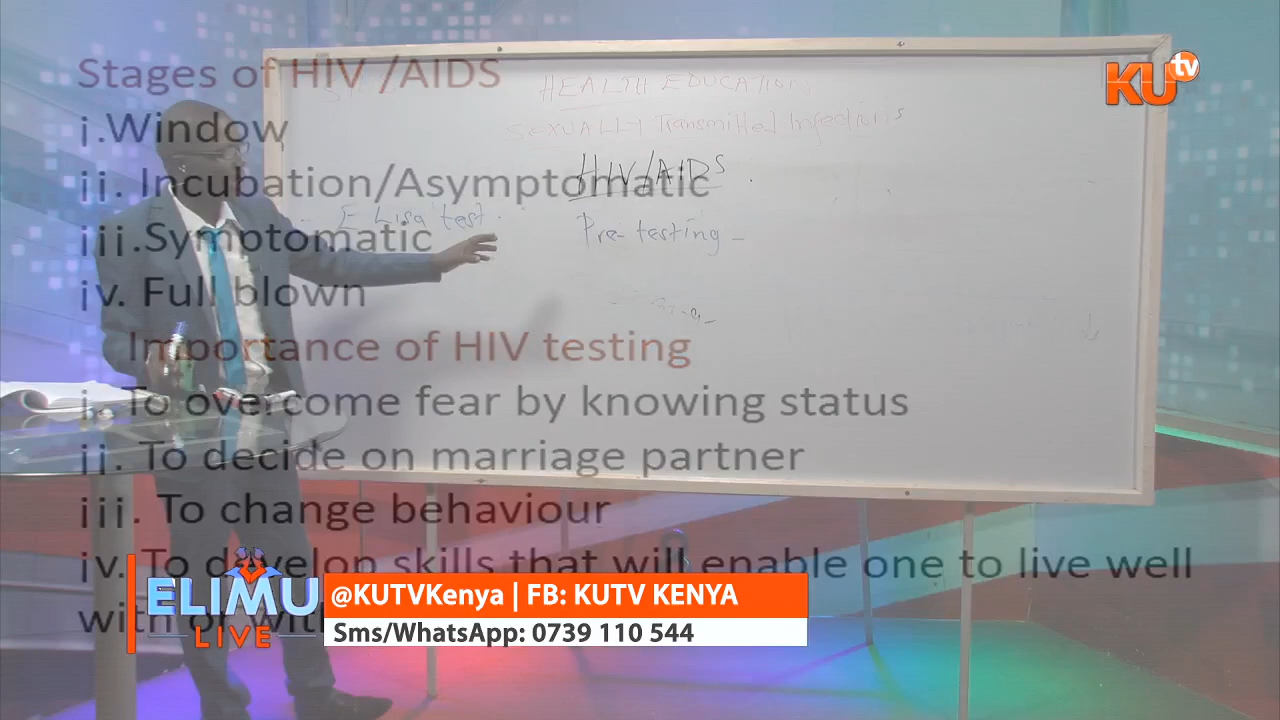 Stages of HIV /AIDS
i.Window
ii. Incubation/Asymptomatic
iii.Symptomatic
iv. Full blown
Importance of HIV testing
i. To overcome fear by knowing status
ii. To decide on marriage partner
iii. To change behaviour
iv. To develop skills that will enable one to live well
with or
HEALTH EDUCATION
SEXUALLY Transmitted Infections
HIV/AIDS
Pre-testing -
- E Lisa test.
KU tv
ELIMU
LIVE
@KUTVKenya | FB: KUTV KENYA
Sms/WhatsApp: 0739 110 544